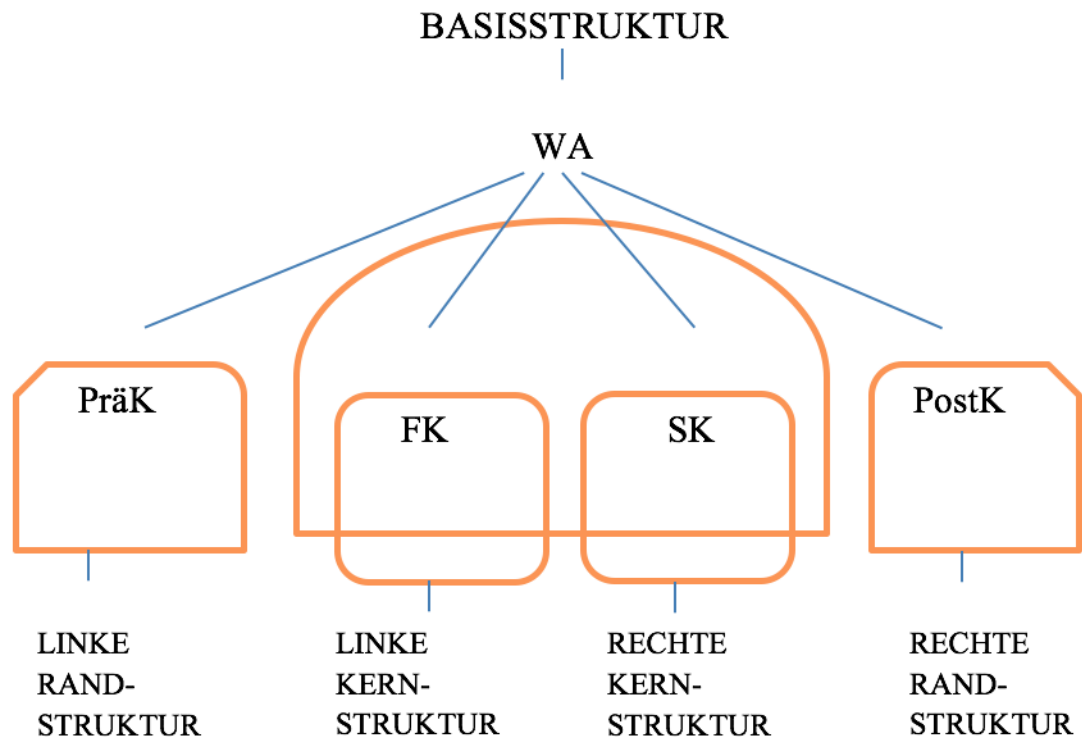 BASISSTRUKTUR
WA
PräK
FK
SK
PostK
LINKE
RAND-
STRUKTUR
LINKE
KERN-
STRUKTUR
RECHTE
KERN-
STRUKTUR
RECHTE
RAND-
STRUKTUR